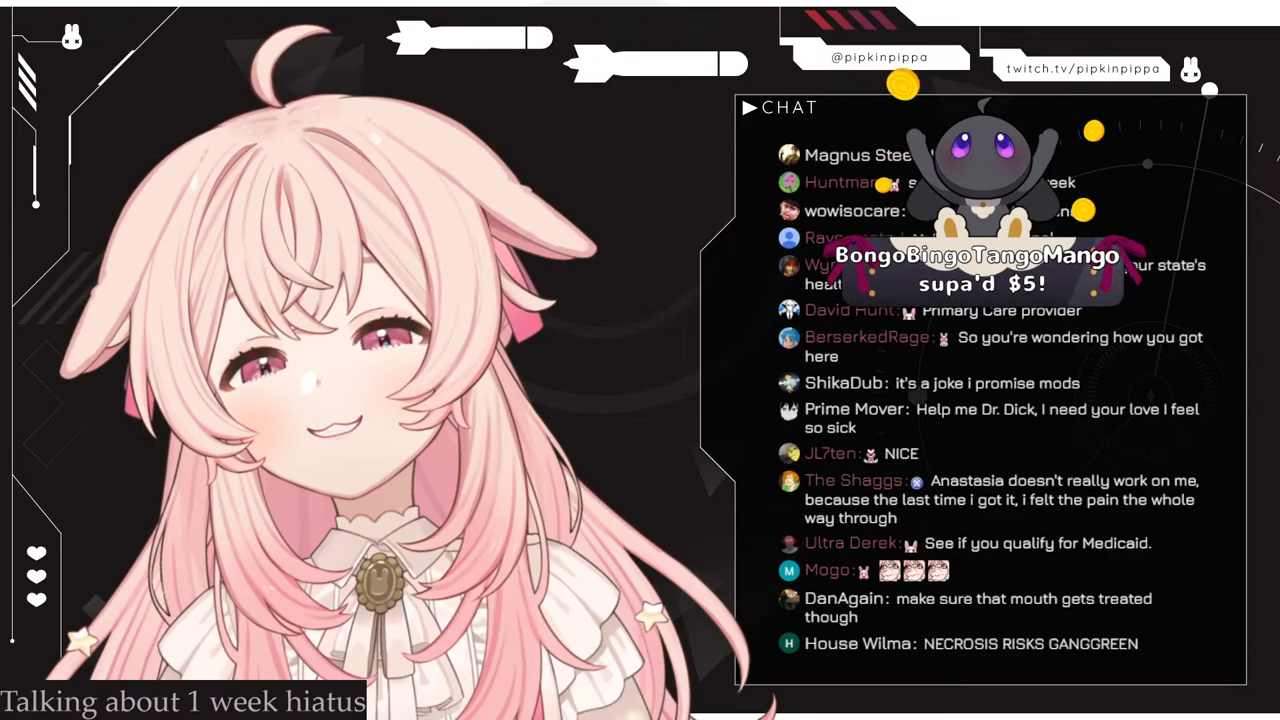 @pipkinpippa
twitch.tv/pipkinpippa
▶CHAT
Magnus Stee
Huntman
eek
wowisocare:
BongoBingoTangoMango
supa'd $5!
our state's
David Hunt: Primary Care provider
BerserkedRage: So you're wondering how you got
here
ShikaDub: it's a joke i promise mods
Prime Mover: Help me Dr. Dick, I need your love I feel
so sick
JL7ten: NICE
The Shaggs: Anastasia doesn't really work on me,
because the last time i got it, i felt the pain the whole
way through
Ultra Derek: See if you qualify for Medicaid.
M Mogo:
DanAgain: make sure that mouth gets treated
though
H House Wilma: NECROSIS RISKS GANGGREEN
Talking about 1 week hiatus